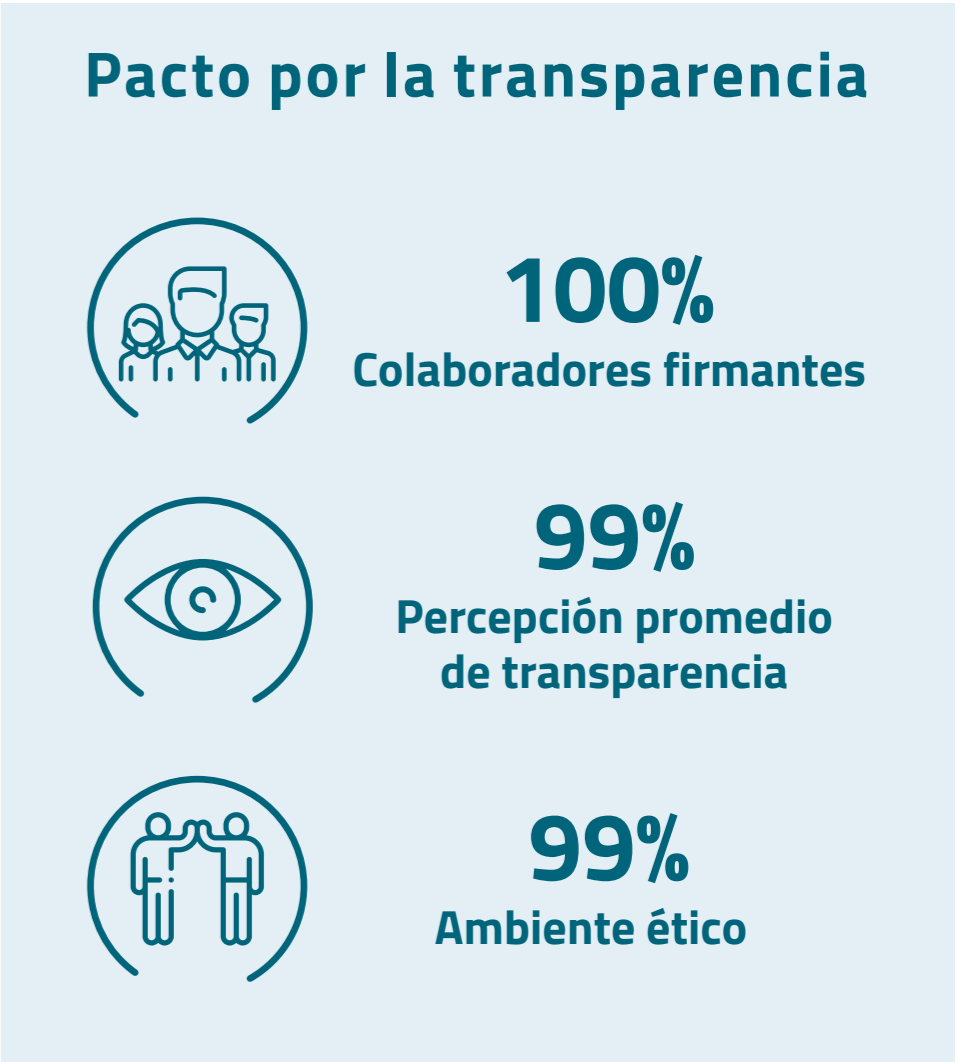 Pacto por la transparencia
100%
Colaboradores firmantes
99%
Percepción promedio
de transparencia
99%
Ambiente ético